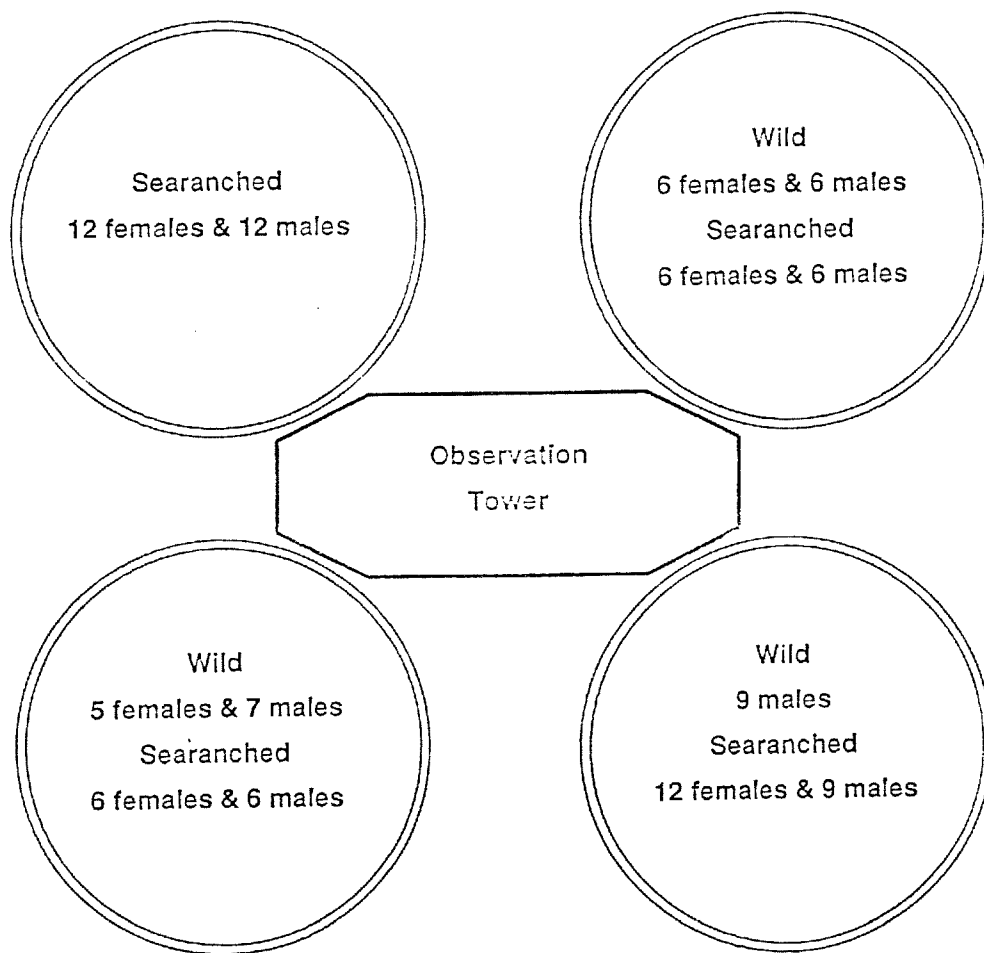 Searanched
12 females & 12 males
Wild
6 females & 6 males
Searanched
6 females & 6 males
Observation
Tower
Wild
5 females & 7 males
Searanched
6 females & 6 males
Wild
9 males
Searanched
12 females & 9 males